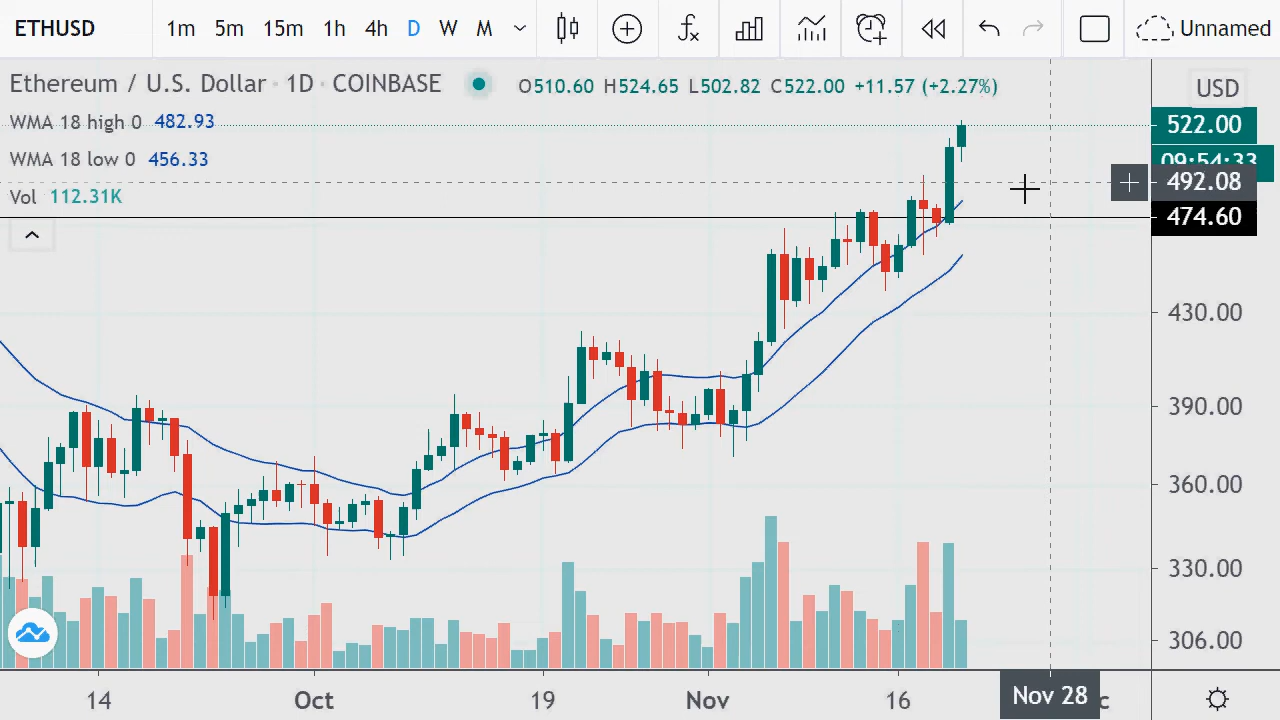 ETHUSD 1m 5m 15m 1h 4h D W M Unnamed
Ethereum / U.S. Dollar · 1D · COINBASE O510.60 H524.65 L502.82 C522.00 +11.57 (+2.27%) USD
WMA 18 high 0 482.93
522.00
WMA 18 low 0 456.33
09:54:33
492.08
Vol 112.31K
474.60
430.00
390.00
360.00
330.00
306.00
14 Oct 19 Nov 16 Nov 28